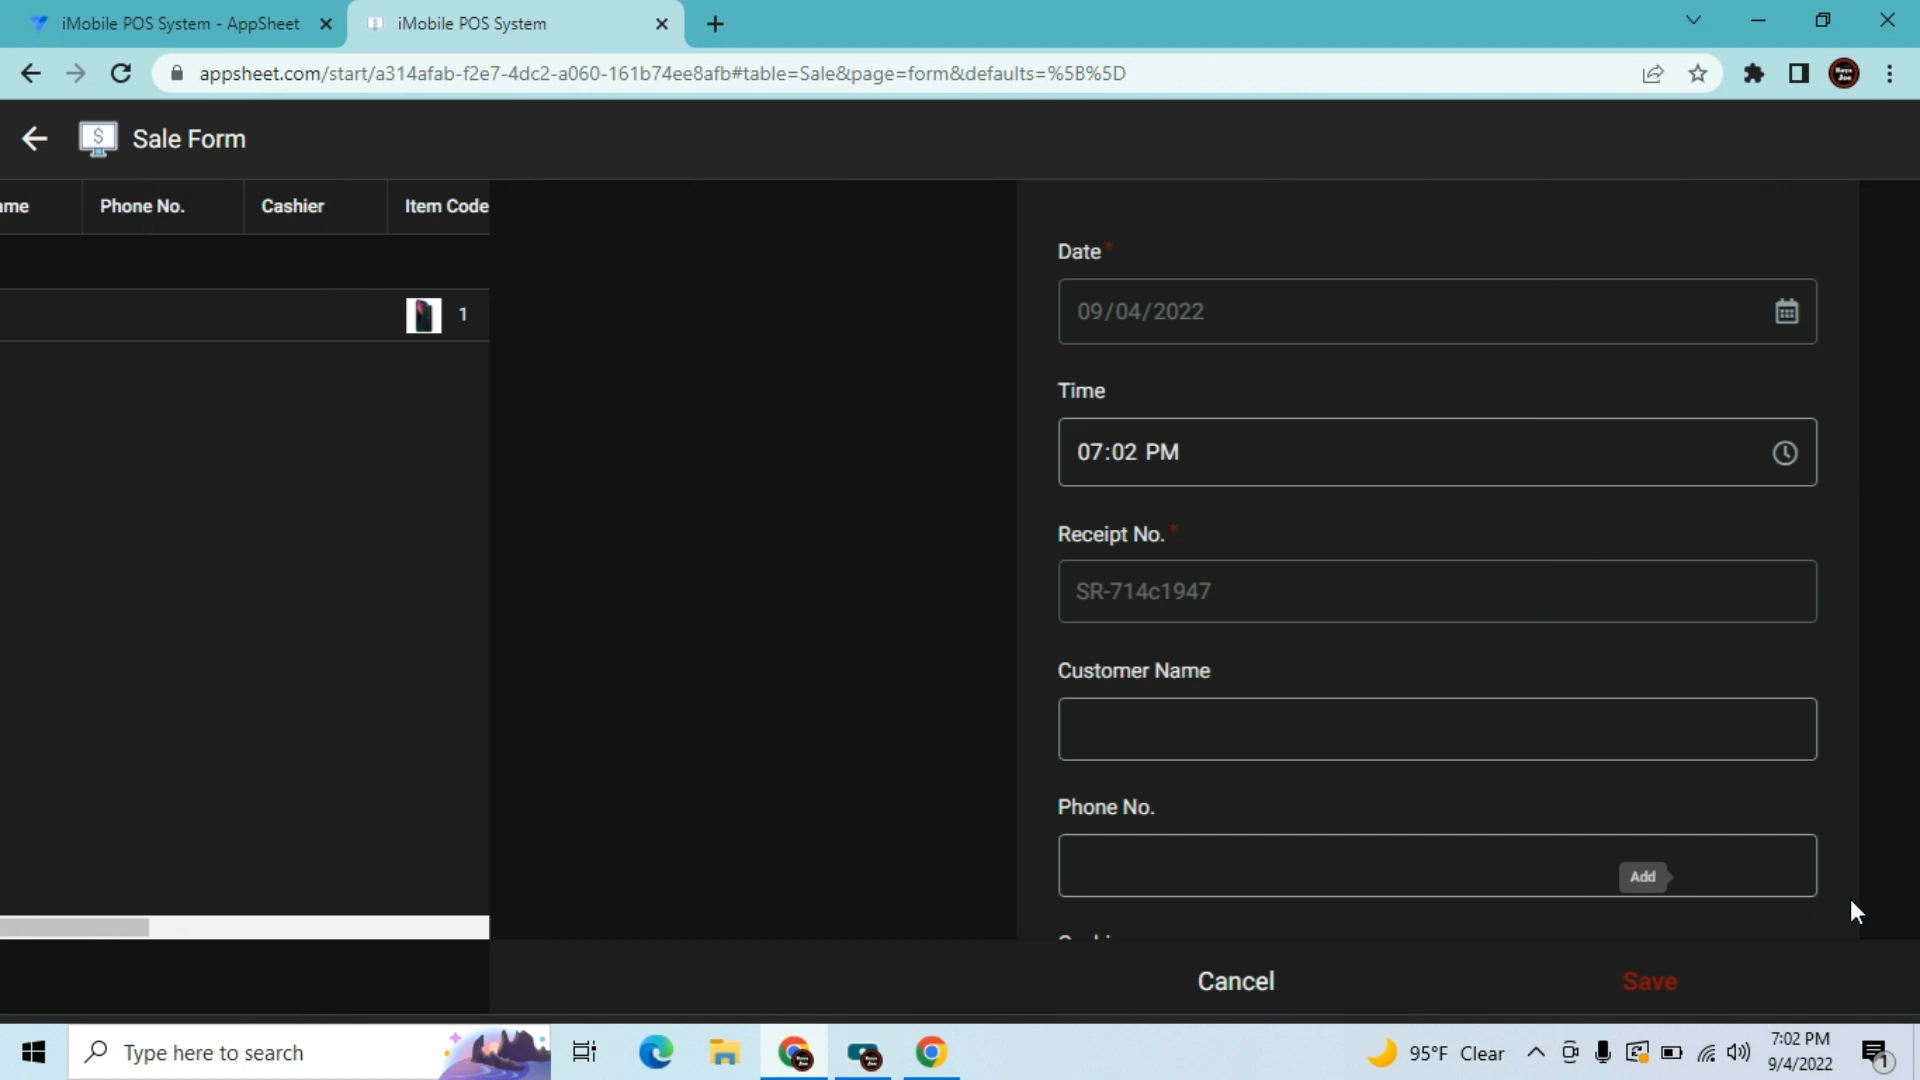 iMobile POS System - AppSheet
iMobile POS System
appsheet.com/start/a314afab-f2e7-4dc2-a060-161b74ee8afb#table=Sale&page=form&defaults=%5B%5D
$ Sale Form
ame Phone No. Cashier Item Code
1
Date *
09/04/2022
Time
07:02 PM
Receipt No. *
SR-714c1947
Customer Name
Phone No.
Add
Cancel
Save
Type here to search
95°F Clear
7:02 PM
9/4/2022
1